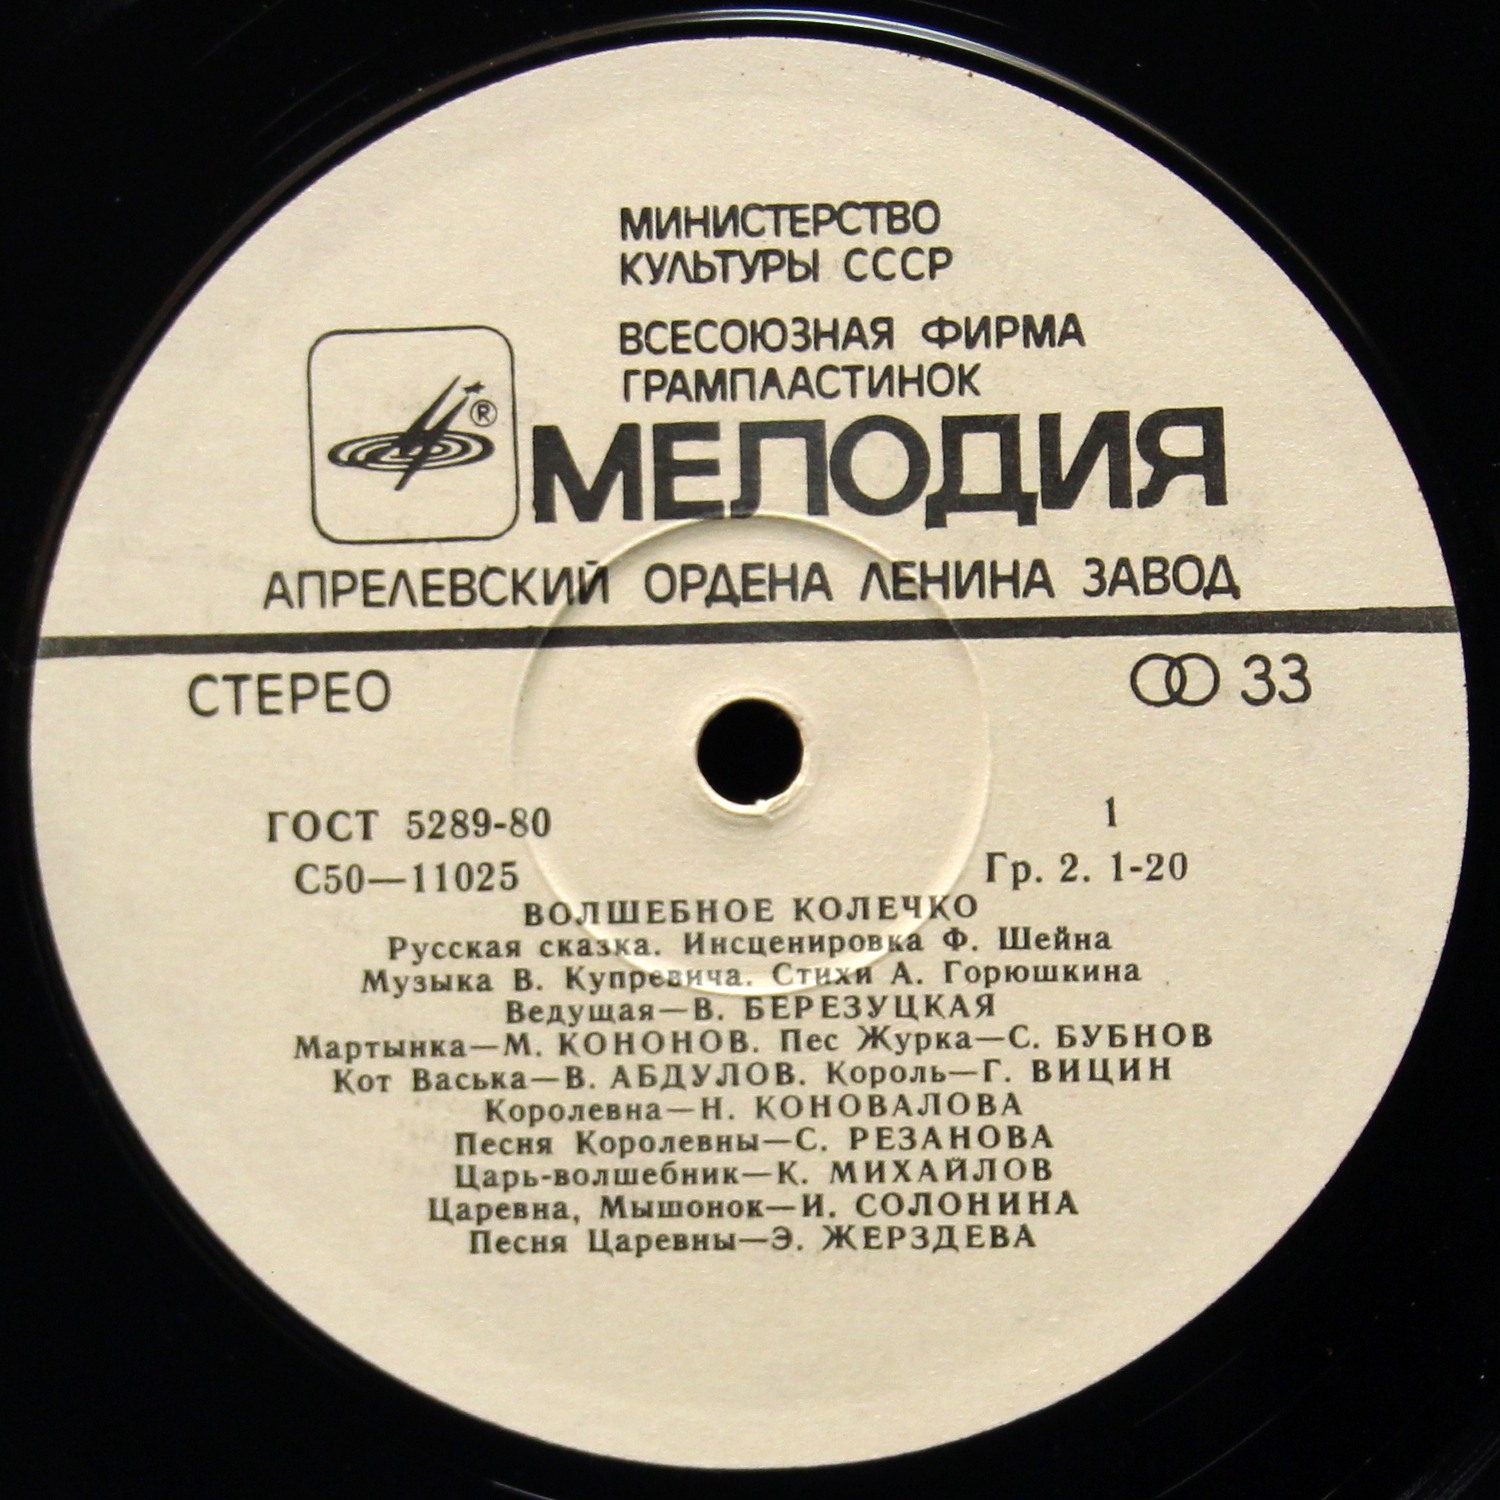 МИНИСТЕРСТВО
КУЛЬТУРЫ СССР
ВСЕСОЮЗНАЯ ФИРМА
ГРАМПЛАСТИНОК
®
МЕЛОДИЯ
АПРЕЛЕВСКИЙ ОРДЕНА ЛЕНИНА ЗАВОД
СТЕРЕО 33
ГОСТ 5289-80 1
С50—11025 Гр. 2. 1-20
ВОЛШЕБНОЕ КОЛЕЧКО
Русская сказка. Инсценировка Ф. Шейна
Музыка В. Купревича. Стихи А. Горюшкина
Ведущая—В. БЕРЕЗУЦКАЯ
Мартынка—М. КОНОНОВ. Пес Журка—С. БУБНОВ
Кот Васька—В. АБДУЛОВ. Король—Г. ВИЦИН
Королевна—Н. КОНОВАЛОВА
Песня Королевны—С. РЕЗАНОВА
Царь-волшебник—К. МИХАЙЛОВ
Царевна, Мышонок—И. СОЛОНИНА
Песня Царевны—Э. ЖЕРЗДЕВА